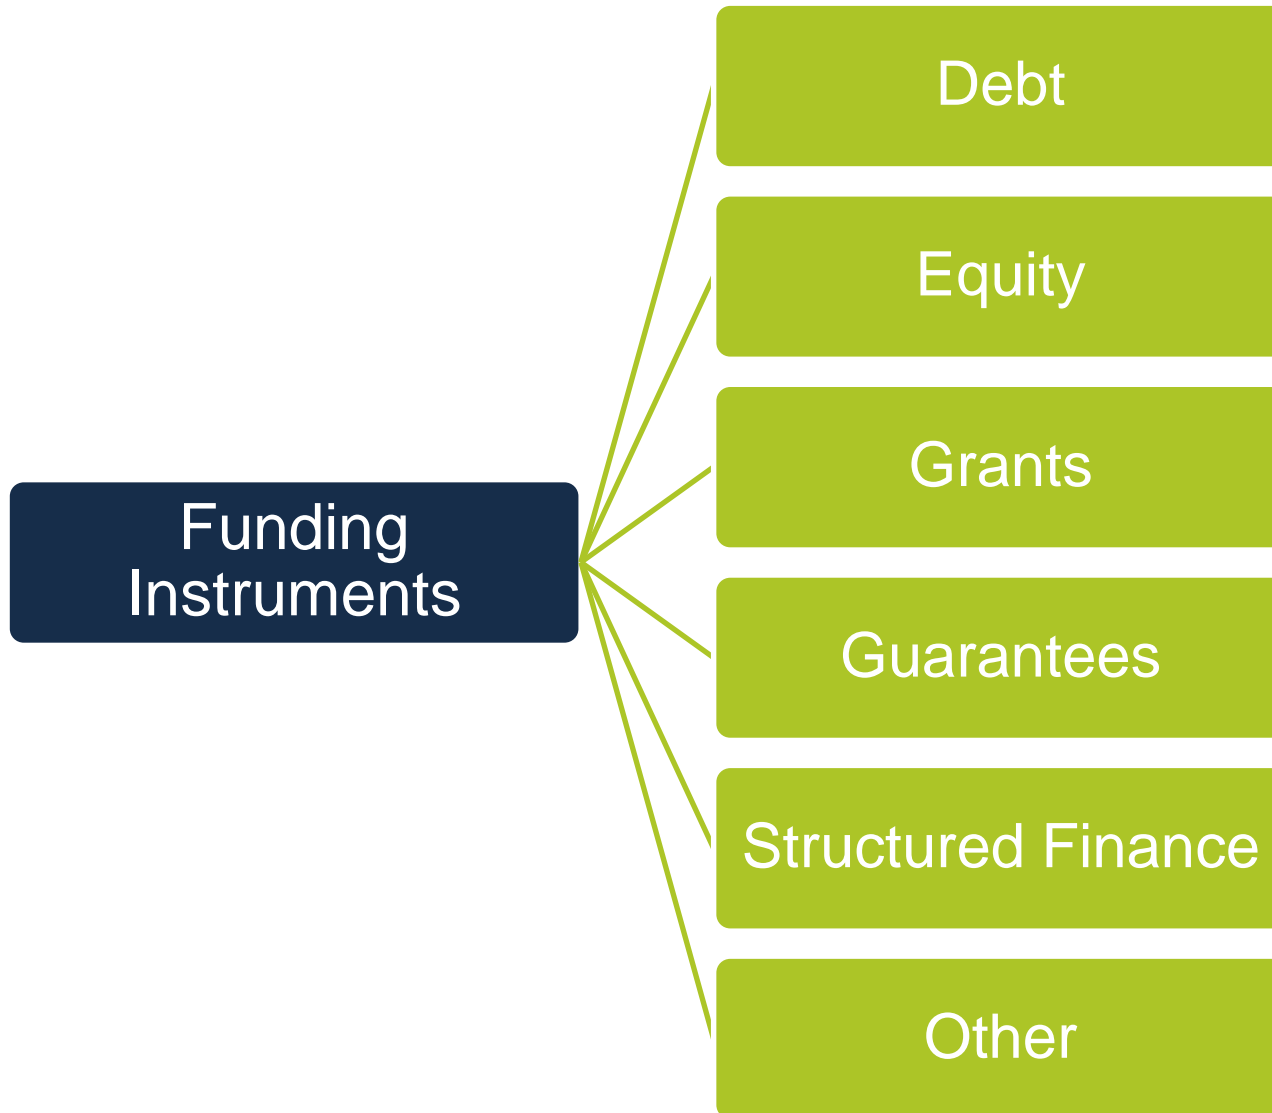 Debt
Equity
Grants
Funding
Instruments
Guarantees
Structured Finance
Other